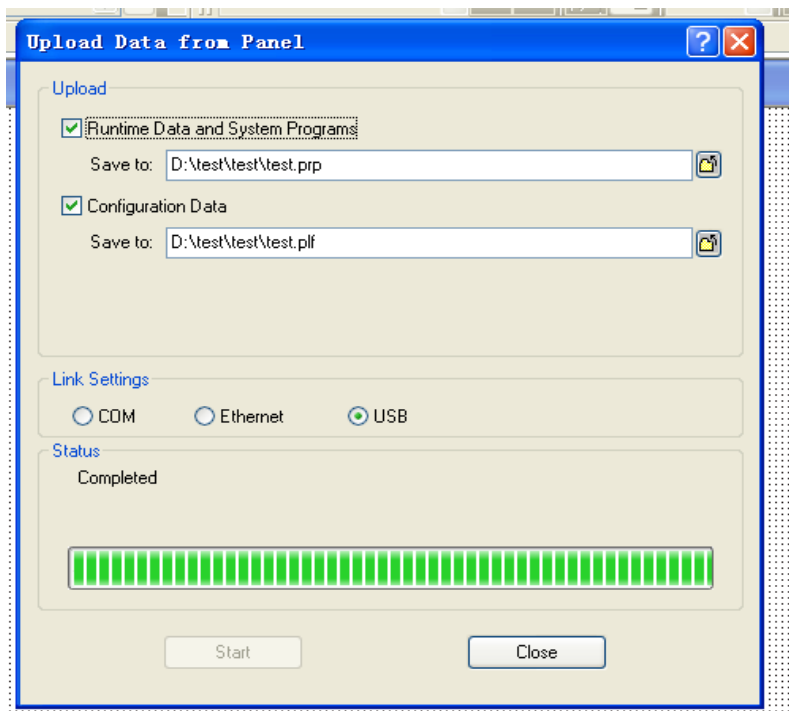 Upload Data from Panel
Upload
Runtime Data and System Programs
Save to: D:\test\test\test.prp
Configuration Data
Save to: D:\test\test\test.plf
Link Settings
COM Ethernet USB
Status
Completed
Start Close